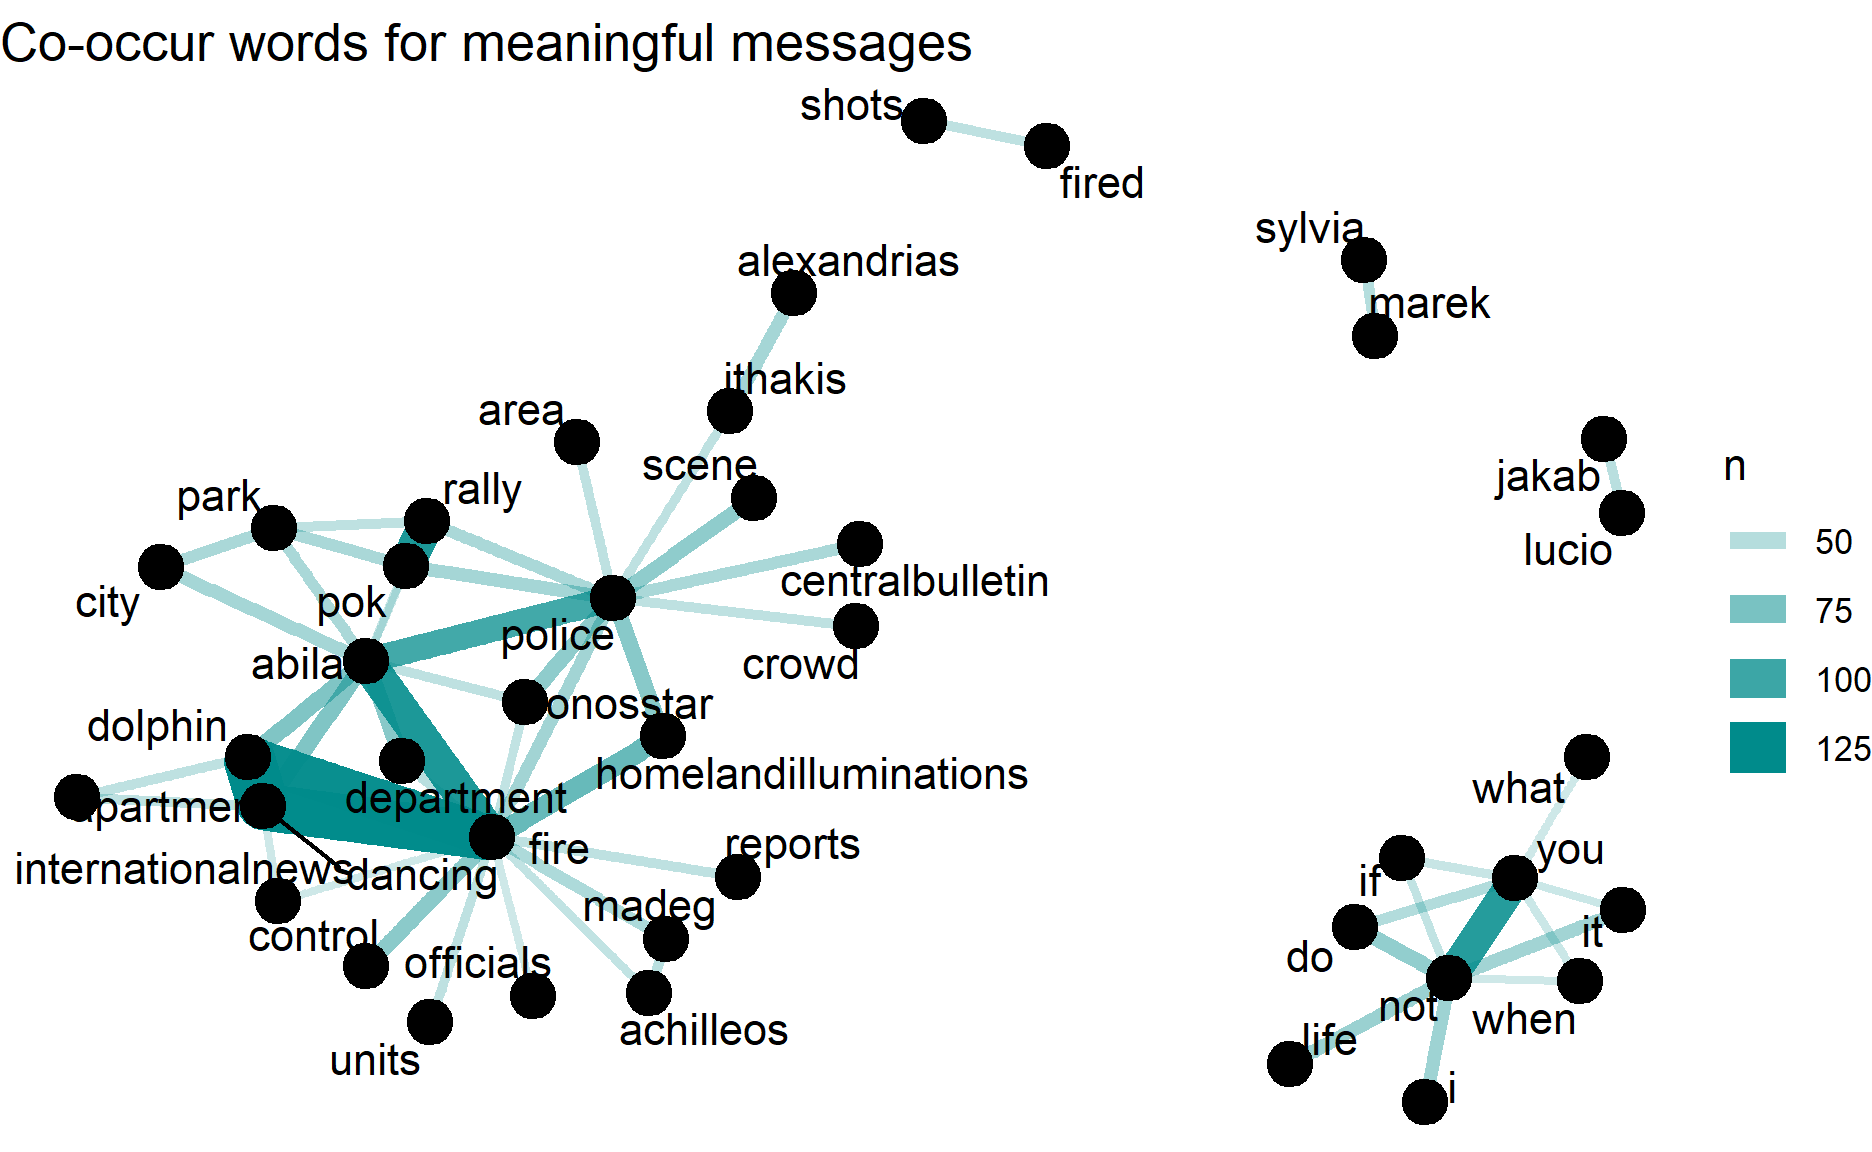 Co-occur words for meaningful messages
shots
fired
sylvia
alexandrias
marek
ithakis
area
scene
rally
park
jakab
n
lucio
50
centralbulletin
city
pok
75
police
abila
crowd
100
onosstar
dolphin
125
homelandilluminations
what
department
reports
fire
you
internationalnews
dancing
if
madeg
control
it
officials
do
not
when
achilleos
life
units
i